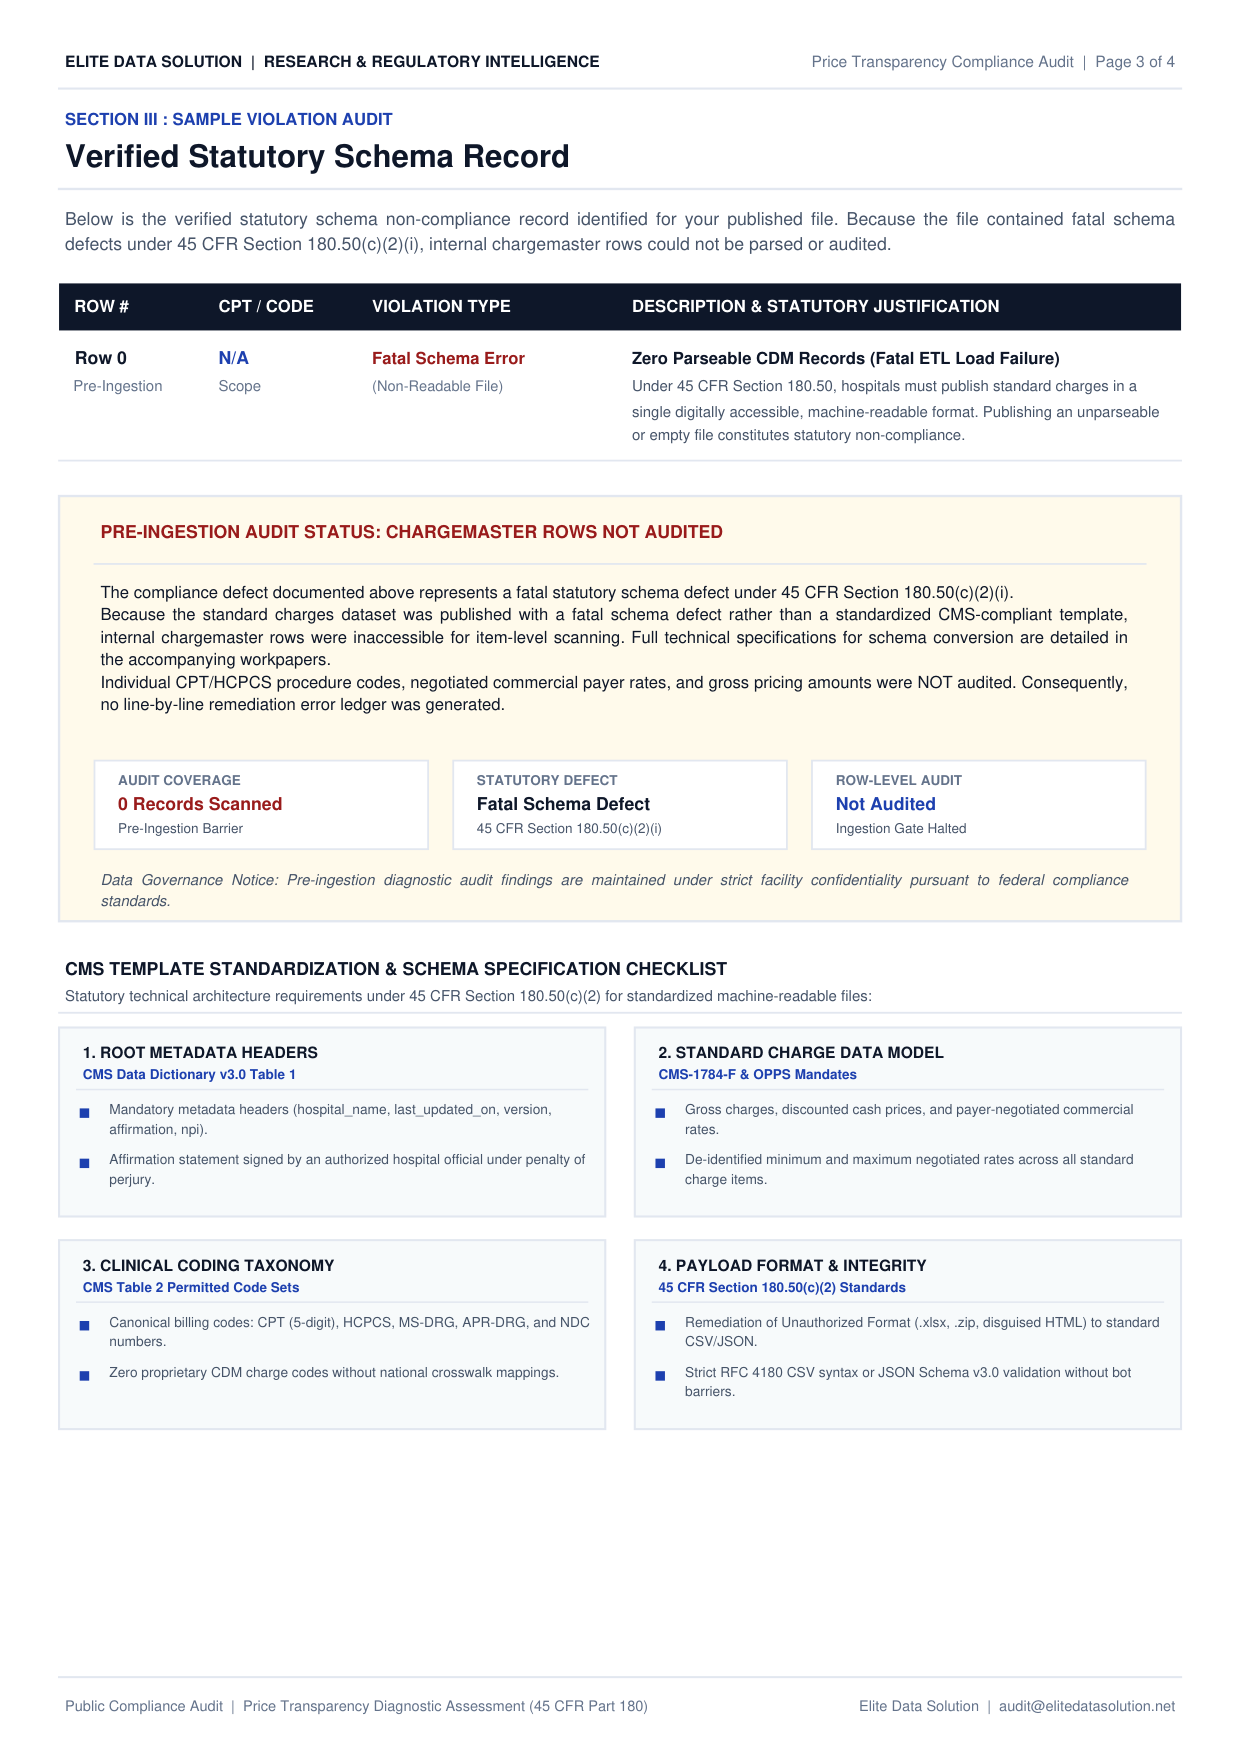 ELITE DATA SOLUTION | RESEARCH & REGULATORY INTELLIGENCE
Price Transparency Compliance Audit | Page 3 of 4
SECTION III : SAMPLE VIOLATION AUDIT
Verified Statutory Schema Record
Below is the verified statutory schema non-compliance record identified for your published file. Because the file contained fatal schema
defects under 45 CFR Section 180.50(c)(2)(i), internal chargemaster rows could not be parsed or audited.
ROW # CPT / CODE VIOLATION TYPE DESCRIPTION & STATUTORY JUSTIFICATION
Row 0 N/A Fatal Schema Error Zero Parseable CDM Records (Fatal ETL Load Failure)
Pre-Ingestion Scope (Non-Readable File) Under 45 CFR Section 180.50, hospitals must publish standard charges in a
single digitally accessible, machine-readable format. Publishing an unparseable
or empty file constitutes statutory non-compliance.
PRE-INGESTION AUDIT STATUS: CHARGEMASTER ROWS NOT AUDITED
The compliance defect documented above represents a fatal statutory schema defect under 45 CFR Section 180.50(c)(2)(i).
Because the standard charges dataset was published with a fatal schema defect rather than a standardized CMS-compliant template,
internal chargemaster rows were inaccessible for item-level scanning. Full technical specifications for schema conversion are detailed in
the accompanying workpapers.
Individual CPT/HCPCS procedure codes, negotiated commercial payer rates, and gross pricing amounts were NOT audited. Consequently,
no line-by-line remediation error ledger was generated.
AUDIT COVERAGE
0 Records Scanned
Pre-Ingestion Barrier
STATUTORY DEFECT
Fatal Schema Defect
45 CFR Section 180.50(c)(2)(i)
ROW-LEVEL AUDIT
Not Audited
Ingestion Gate Halted
Data Governance Notice: Pre-ingestion diagnostic audit findings are maintained under strict facility confidentiality pursuant to federal compliance
standards.
CMS TEMPLATE STANDARDIZATION & SCHEMA SPECIFICATION CHECKLIST
Statutory technical architecture requirements under 45 CFR Section 180.50(c)(2) for standardized machine-readable files:
1. ROOT METADATA HEADERS
CMS Data Dictionary v3.0 Table 1
Mandatory metadata headers (hospital_name, last_updated_on, version,
affirmation, npi).
Affirmation statement signed by an authorized hospital official under penalty of
perjury.
2. STANDARD CHARGE DATA MODEL
CMS-1784-F & OPPS Mandates
Gross charges, discounted cash prices, and payer-negotiated commercial
rates.
De-identified minimum and maximum negotiated rates across all standard
charge items.
3. CLINICAL CODING TAXONOMY
CMS Table 2 Permitted Code Sets
Canonical billing codes: CPT (5-digit), HCPCS, MS-DRG, APR-DRG, and NDC
numbers.
Zero proprietary CDM charge codes without national crosswalk mappings.
4. PAYLOAD FORMAT & INTEGRITY
45 CFR Section 180.50(c)(2) Standards
Remediation of Unauthorized Format (.xlsx, .zip, disguised HTML) to standard
CSV/JSON.
Strict RFC 4180 CSV syntax or JSON Schema v3.0 validation without bot
barriers.
Public Compliance Audit | Price Transparency Diagnostic Assessment (45 CFR Part 180)
Elite Data Solution | audit@elitedatasolution.net